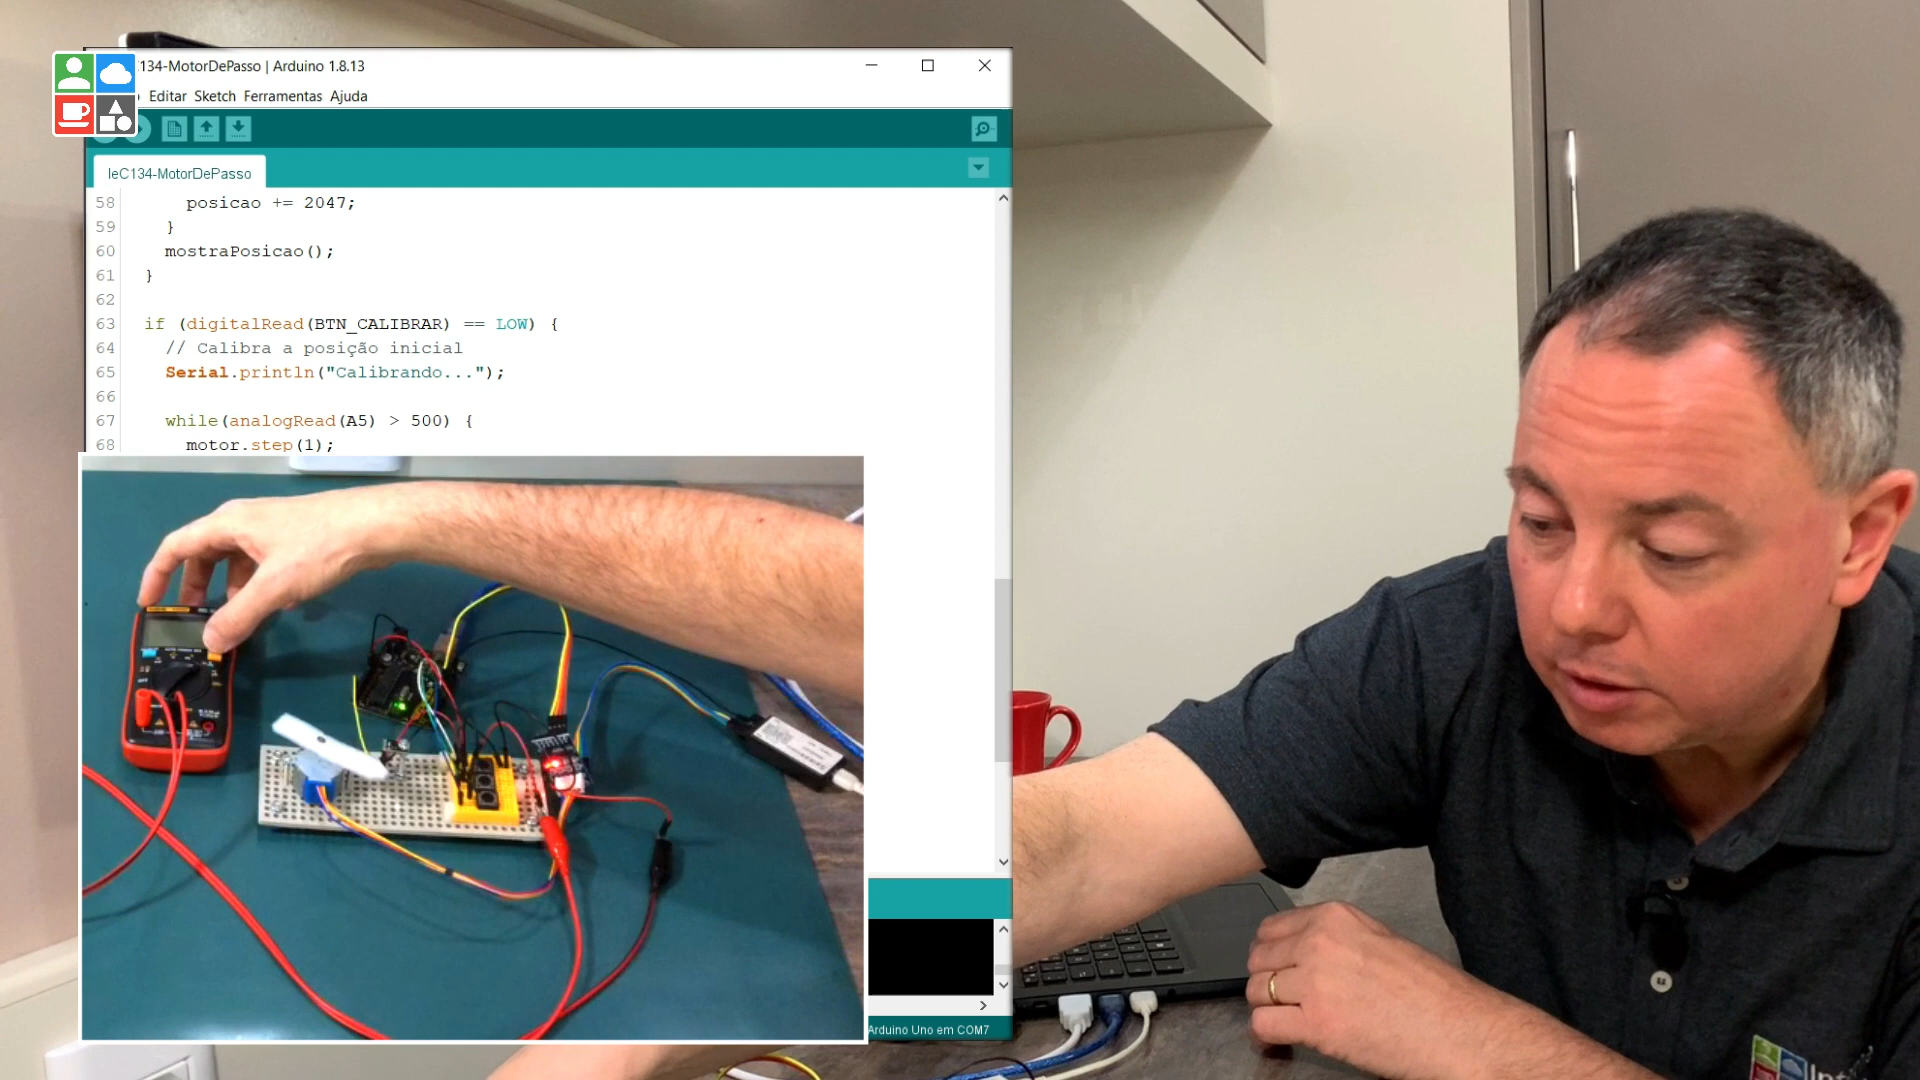 134-MotorDePasso | Arduino 1.8.13
Editar Sketch Ferramentas Ajuda
IeC134-MotorDePasso
58 posicao += 2047;
59 }
60 mostraPosicao();
61 }
62
63 if (digitalRead(BTN_CALIBRAR) == LOW) {
64 // Calibra a posição inicial
65 Serial.println("Calibrando...");
66
67 while(analogRead(A5) > 500) {
68 motor.step(1);
Arduino Uno em COM7